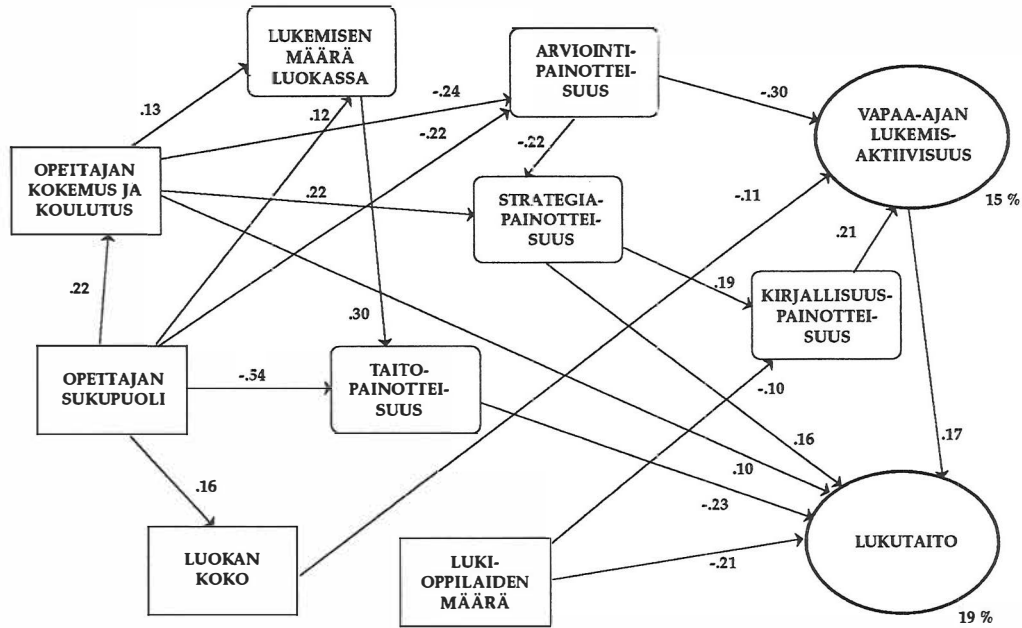 LUKEMISEN
MÄÄRÄ
LUOKASSA
ARVIOINTI-
PAINOTTEI-
SUUS
-.30
VAPAA-AJAN
LUKEMIS-
AKTIIVISUUS
15 %
.13
-.24
.12
-.22
-.22
OPETTAJAN
KOKEMUS JA
KOULUTUS
.22
STRATEGIA-
PAINOTTEI-
SUUS
-.11
.21
.22
.19
KIRJALLISUUS-
PAINOTTEI-
SUUS
.30
OPETTAJAN
SUKUPUOLI
-.54
TAITO-
PAINOTTEI-
SUUS
-.10
.16
.17
.10
.16
-.23
LUOKAN
KOKO
LUKI-
OPPILAIDEN
MÄÄRÄ
-.21
LUKUTAITO
19 %